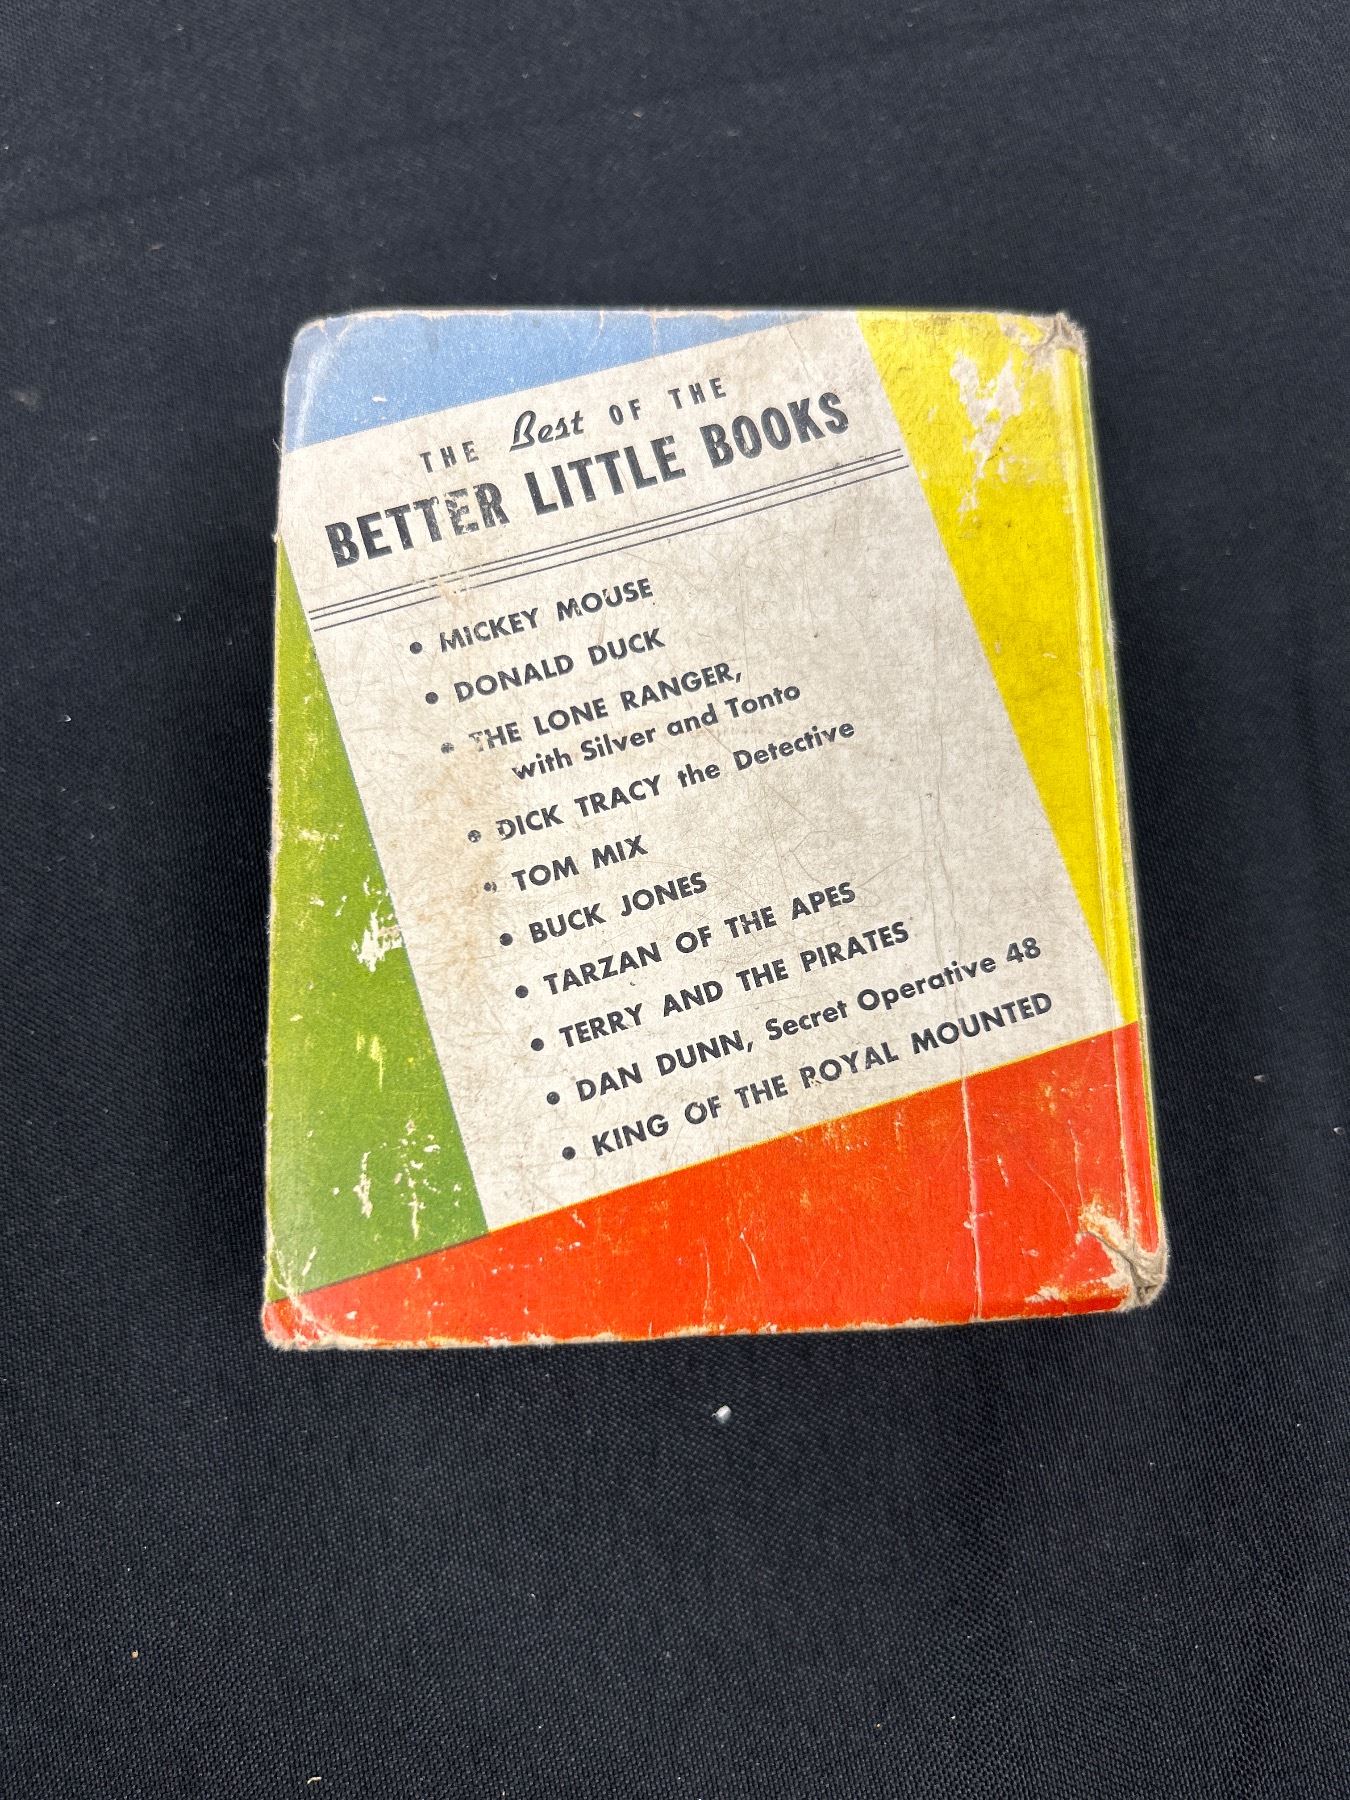 THE Best OF THE
BETTER LITTLE BOOKS
• MICKEY MOUSE
• DONALD DUCK
• THE LONE RANGER,
with Silver and Tonto
• DICK TRACY the Detective
• TOM MIX
• BUCK JONES
• TARZAN OF THE APES
• TERRY AND THE PIRATES
• DAN DUNN, Secret Operative 48
• KING OF THE ROYAL MOUNTED